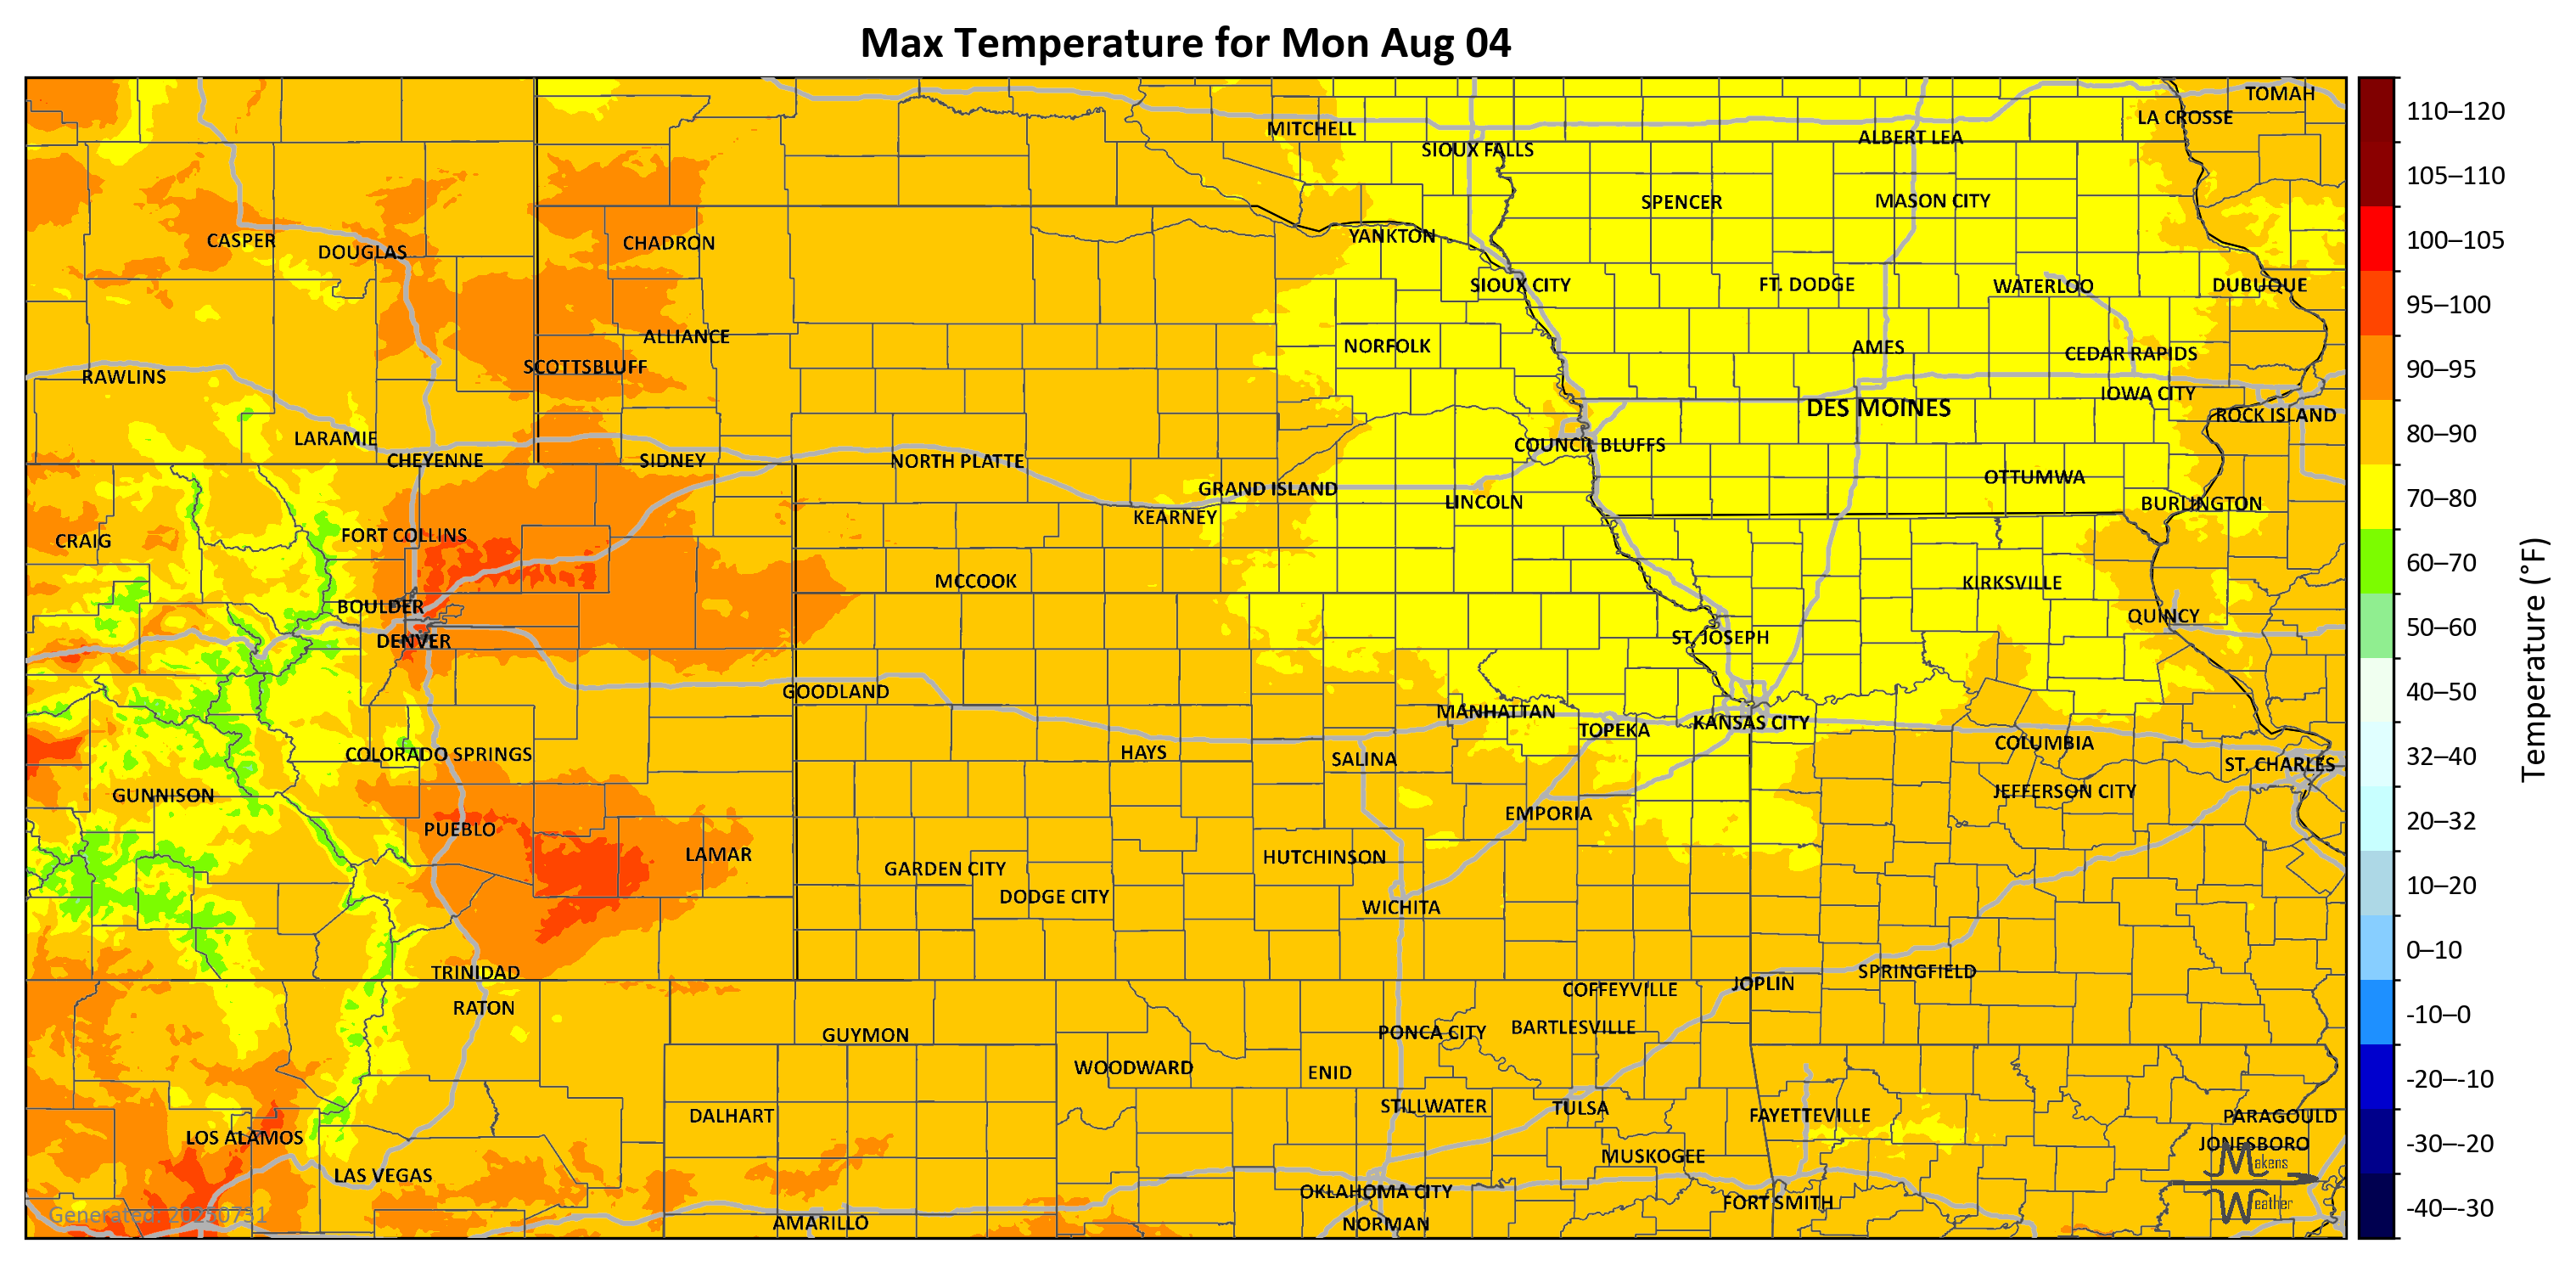 Max Temperature for Mon Aug 04
TOMAH
LA CROSSE
MITCHELL
ALBERT LEA
SIOUX FALLS
SPENCER
MASON CITY
CASPER
DOUGLAS
CHADRON
YANKTON
SIOUX CITY
FT. DODGE
WATERLOO
DUBUQUE
ALLIANCE
NORFOLK
AMES
CEDAR RAPIDS
SCOTTSBLUFF
RAWLINS
IOWA CITY
DES MOINES
ROCK ISLAND
LARAMIE
COUNCIL BLUFFS
CHEYENNE
SIDNEY
NORTH PLATTE
OTTUMWA
GRAND ISLAND
LINCOLN
BURLINGTON
KEARNEY
FORT COLLINS
CRAIG
MCCOOK
KIRKSVILLE
BOULDER
QUINCY
DENVER
ST. JOSEPH
GOODLAND
MANHATTAN
TOPEKA
KANSAS CITY
COLUMBIA
COLORADO SPRINGS
HAYS
SALINA
ST. CHARLES
GUNNISON
JEFFERSON CITY
EMPORIA
PUEBLO
LAMAR
HUTCHINSON
GARDEN CITY
DODGE CITY
WICHITA
TRINIDAD
SPRINGFIELD
JOPLIN
COFFEYVILLE
RATON
GUYMON
PONCA CITY
BARTLESVILLE
WOODWARD
ENID
DALHART
STILLWATER
TULSA
FAYETTEVILLE
PARAGOULD
LOS ALAMOS
JONESBORO
MUSKOGEE
LAS VEGAS
OKLAHOMA CITY
FORT SMITH
AMARILLO
NORMAN
Generated: 20250731
Makens
Weather
110–120
105–110
100–105
95–100
90–95
80–90
70–80
60–70
50–60
40–50
32–40
20–32
10–20
0–10
-10–0
-20–-10
-30–-20
-40–-30
Temperature (°F)